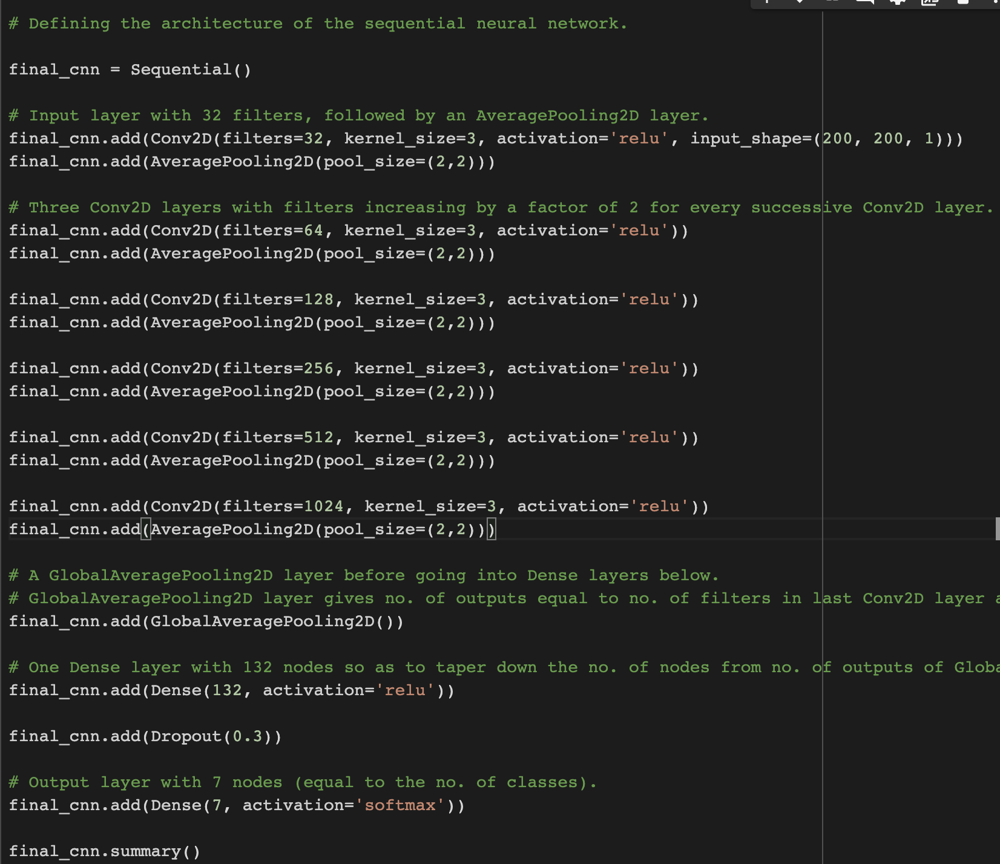 # Defining the architecture of the sequential neural network.
final_cnn = Sequential()
# Input layer with 32 filters, followed by an AveragePooling2D layer.
final_cnn.add(Conv2D(filters=32, kernel_size=3, activation='relu', input_shape=(200, 200, 1)))
final_cnn.add(AveragePooling2D(pool_size=(2,2)))
# Three Conv2D layers with filters increasing by a factor of 2 for every successive Conv2D layer.
final_cnn.add(Conv2D(filters=64, kernel_size=3, activation='relu'))
final_cnn.add(AveragePooling2D(pool_size=(2,2)))
final_cnn.add(Conv2D(filters=128, kernel_size=3, activation='relu'))
final_cnn.add(AveragePooling2D(pool_size=(2,2)))
final_cnn.add(Conv2D(filters=256, kernel_size=3, activation='relu'))
final_cnn.add(AveragePooling2D(pool_size=(2,2)))
final_cnn.add(Conv2D(filters=512, kernel_size=3, activation='relu'))
final_cnn.add(AveragePooling2D(pool_size=(2,2)))
final_cnn.add(Conv2D(filters=1024, kernel_size=3, activation='relu'))
final_cnn.add(AveragePooling2D(pool_size=(2,2)))
# A GlobalAveragePooling2D layer before going into Dense layers below.
# GlobalAveragePooling2D layer gives no. of outputs equal to no. of filters in last Conv2D layer
final_cnn.add(GlobalAveragePooling2D())
# One Dense layer with 132 nodes so as to taper down the no. of nodes from no. of outputs of Globa
final_cnn.add(Dense(132, activation='relu'))
final_cnn.add(Dropout(0.3))
# Output layer with 7 nodes (equal to the no. of classes).
final_cnn.add(Dense(7, activation='softmax'))
final_cnn.summary()